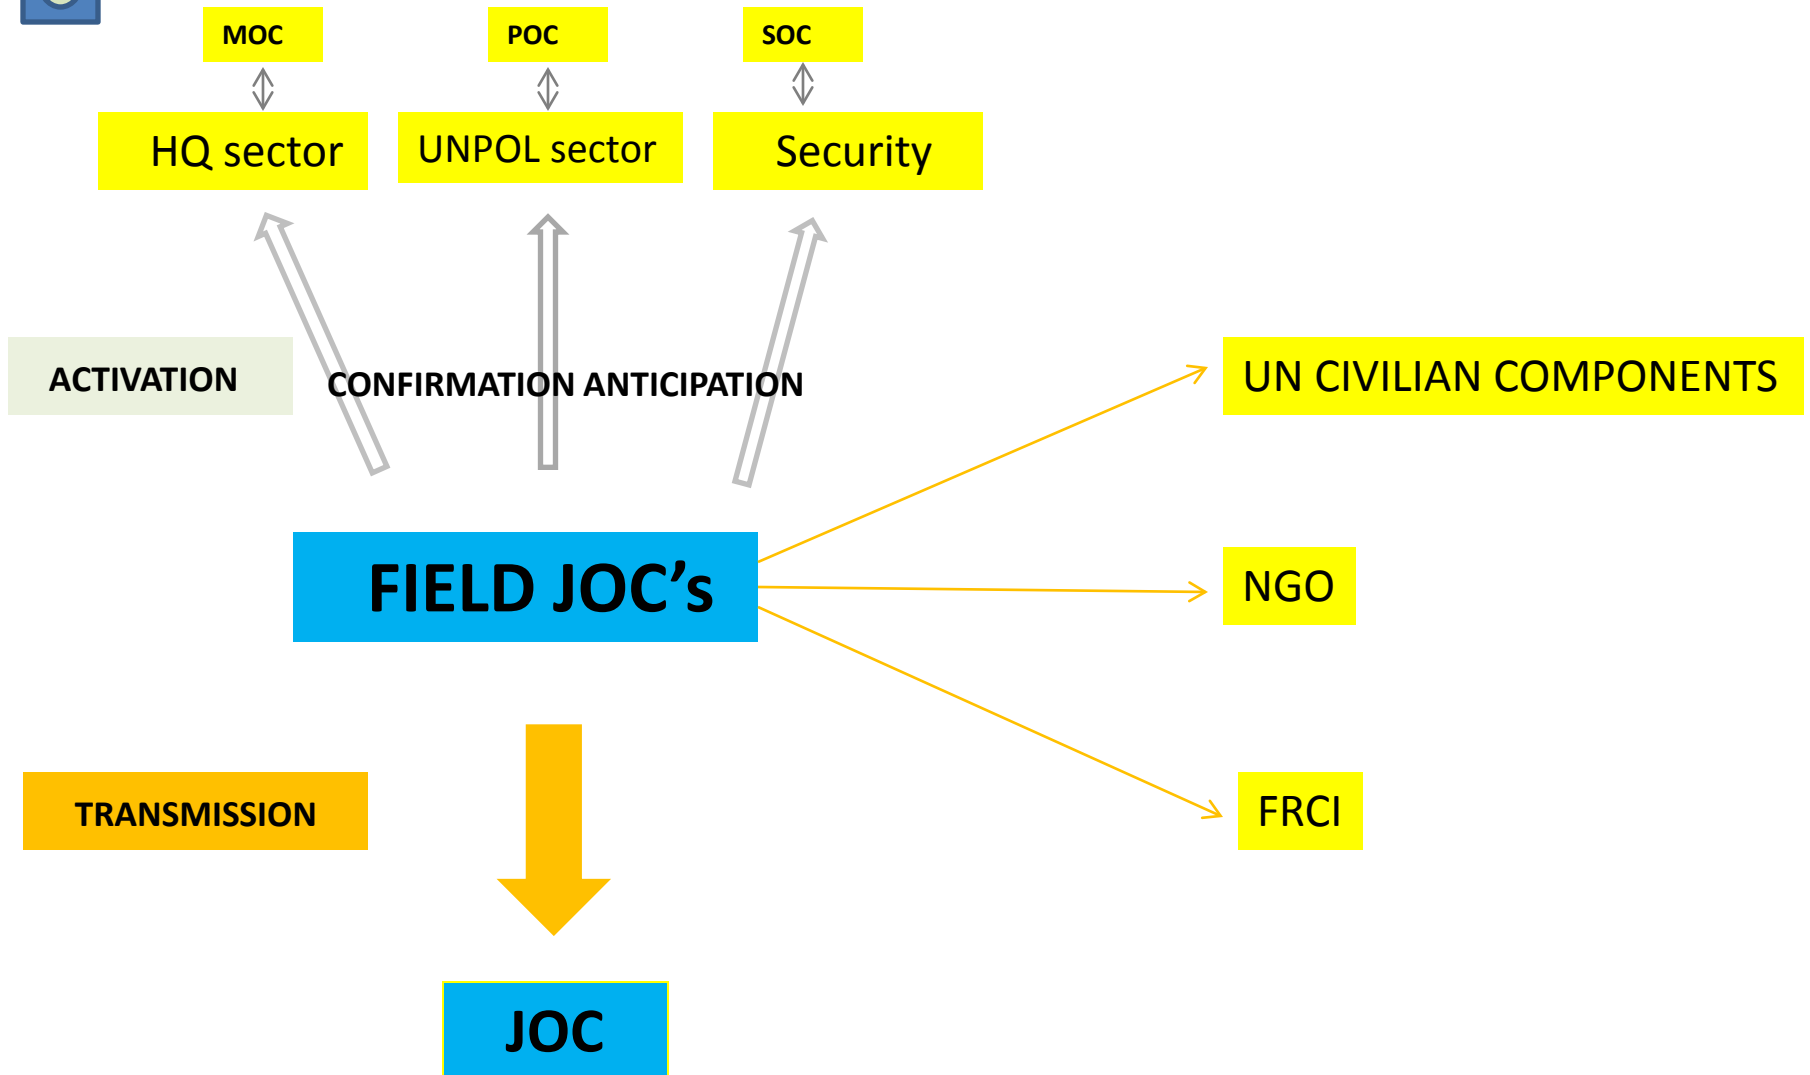 MOC
POC
SOC
HQ sector
UNPOL sector
Security
ACTIVATION
CONFIRMATION ANTICIPATION
UN CIVILIAN COMPONENTS
FIELD JOC’s
NGO
TRANSMISSION
FRCI
JOC